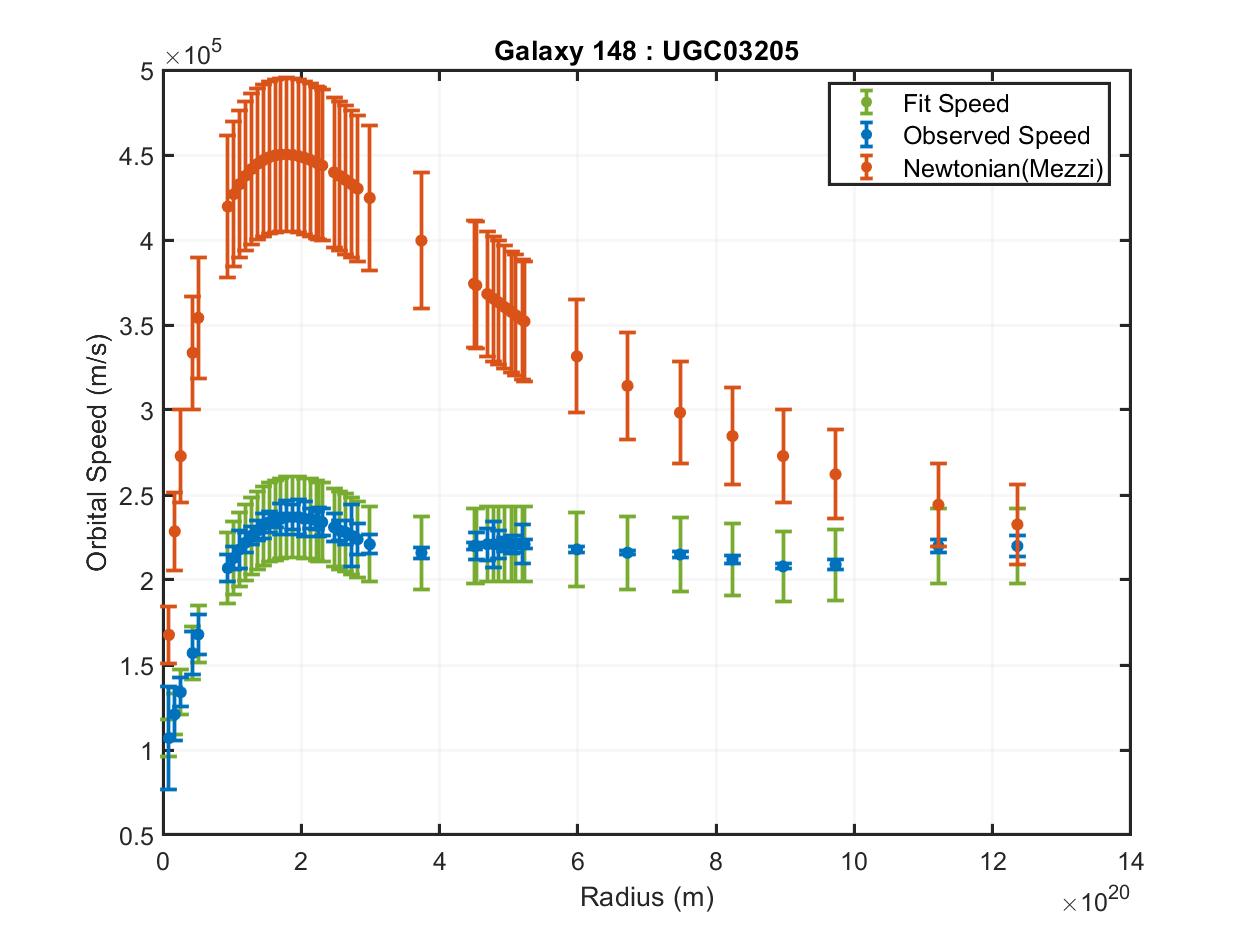 Galaxy 148 : UGC03205
×10^5
5
4.5
4
3.5
3
2.5
2
1.5
1
0.5
Orbital Speed (m/s)
Fit Speed
Observed Speed
Newtonian(Mezzi)
0 2 4 6 8 10 12 14
Radius (m)
×10^20